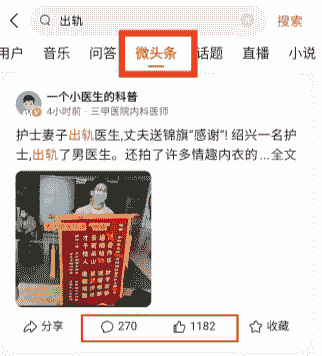 出轨
搜索
用户 音乐 问答 微头条 话题 直播 小说
一个小医生的科普
4小时前 · 三甲医院内科医师
护士妻子出轨医生,丈夫送锦旗“感谢”! 绍兴一名护
士,出轨了男医生。还拍了许多情趣内衣的...全文
分享 270 1182 收藏